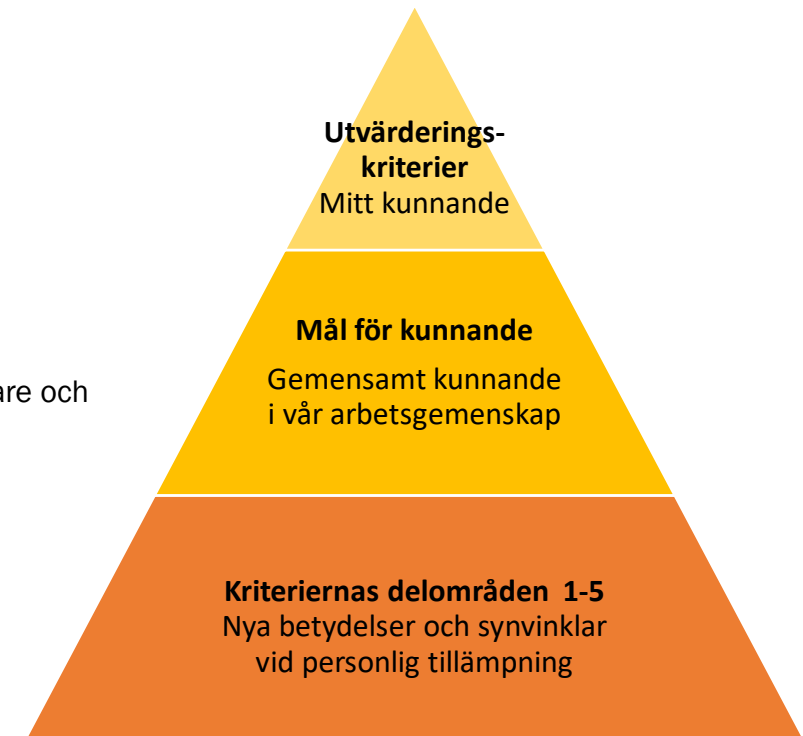 Utvärderings-
kriterier
Mitt kunnande
Mål för kunnande
are och
Gemensamt kunnande
i vår arbetsgemenskap
Kriteriernas delområden 1-5
Nya betydelser och synvinklar
vid personlig tillämpning